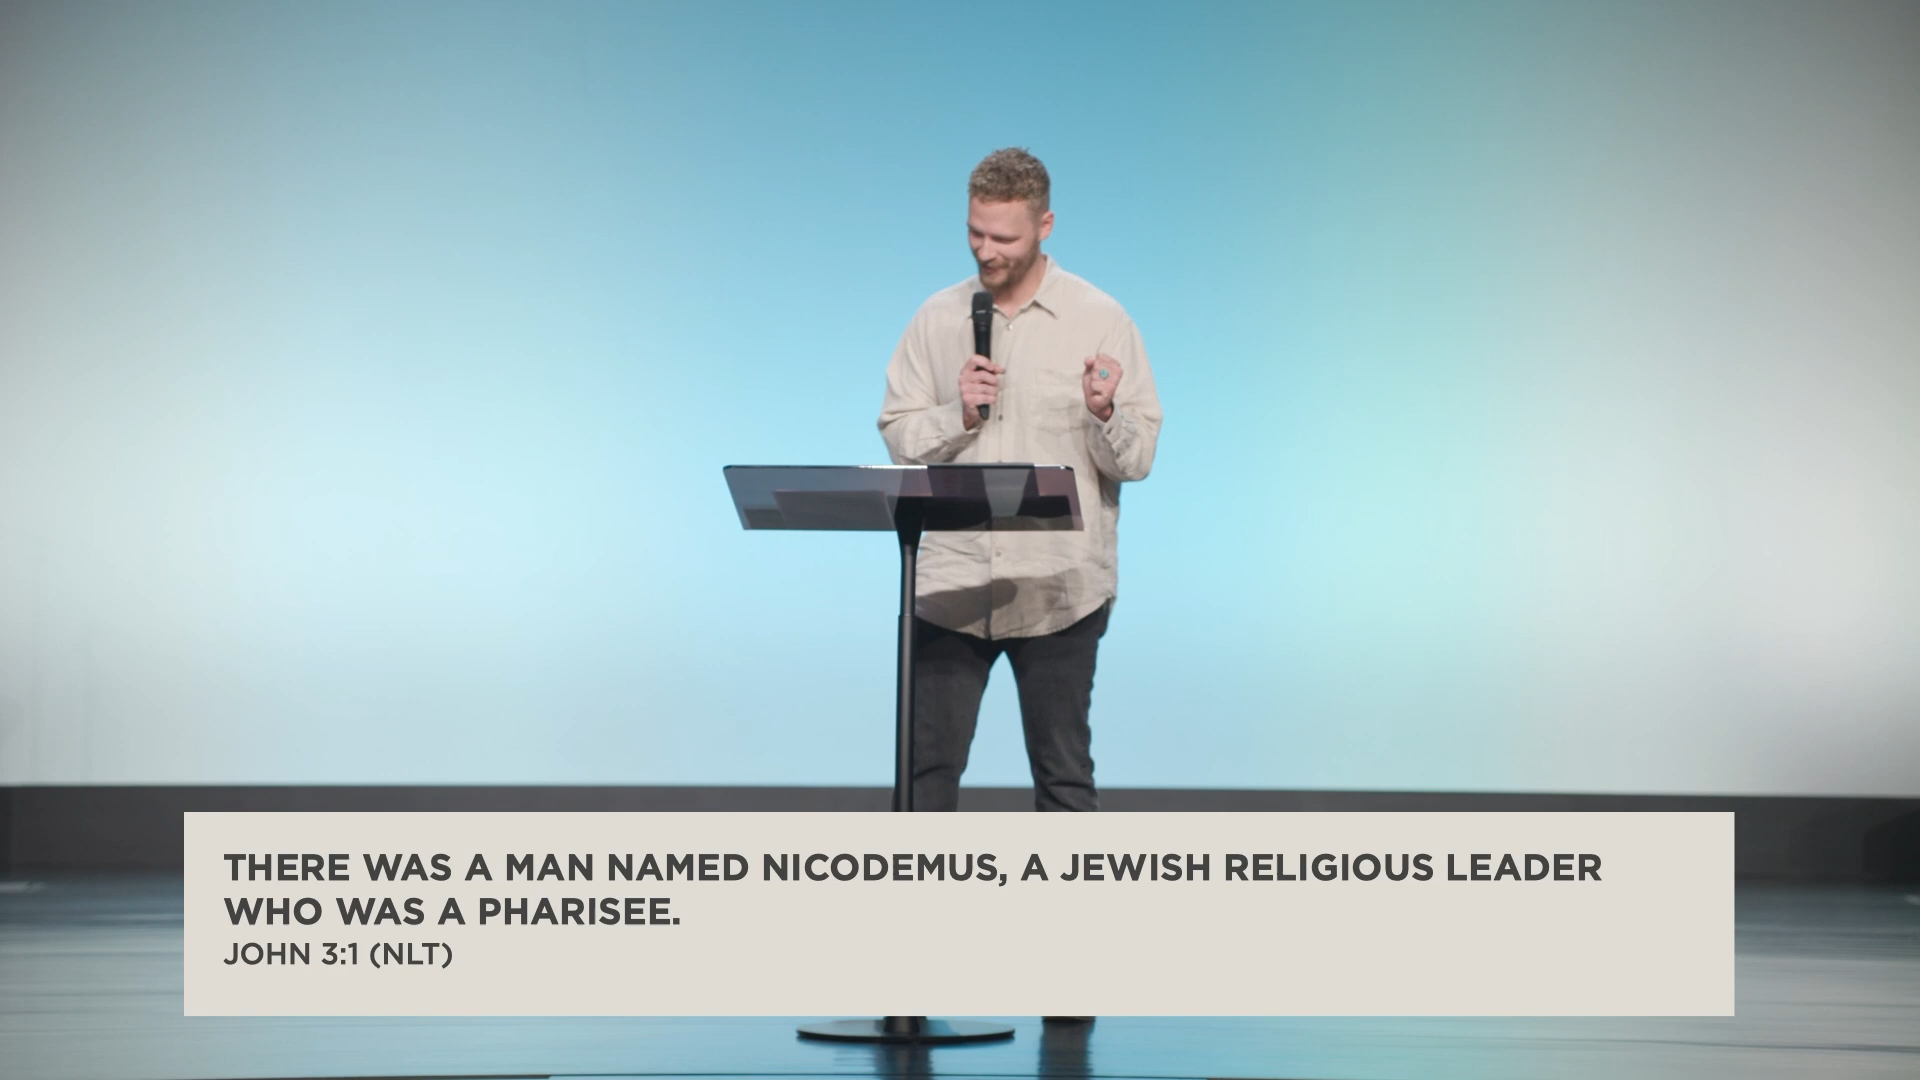 THERE WAS A MAN NAMED NICODEMUS, A JEWISH RELIGIOUS LEADER
WHO WAS A PHARISEE.
JOHN 3:1 (NLT)